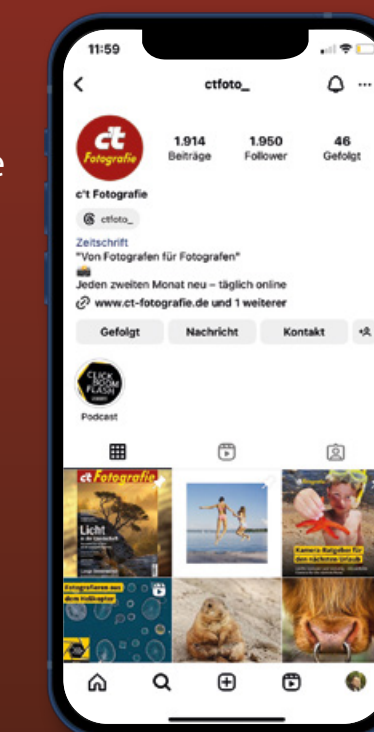 11:59
ctfoto_
c't
Fotografie
1.914
1.950
46
Beiträge
Follower
Gefolgt
c't Fotografie
ctfoto_
Zeitschrift
"Von Fotografen für Fotografen"
Jeden zweiten Monat neu – täglich online
www.ct-fotografie.de und 1 weiterer
Gefolgt
Nachricht
Kontakt
CLICK
BOOM
FLASH
Podcast
c't Fotografie
Licht
Kamera-Ratgeber für
den nächsten Urlaub
Fotografieren aus
dem Helikopter
e